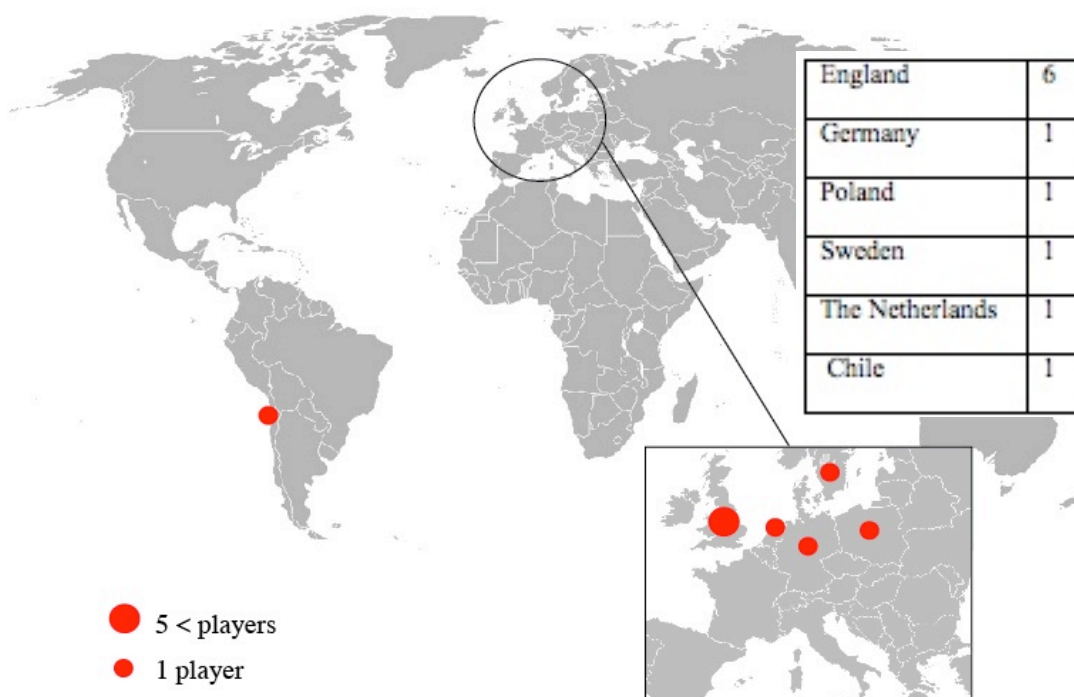 England 6
Germany 1
Poland 1
Sweden 1
The Netherlands 1
Chile 1
5 < players
1 player